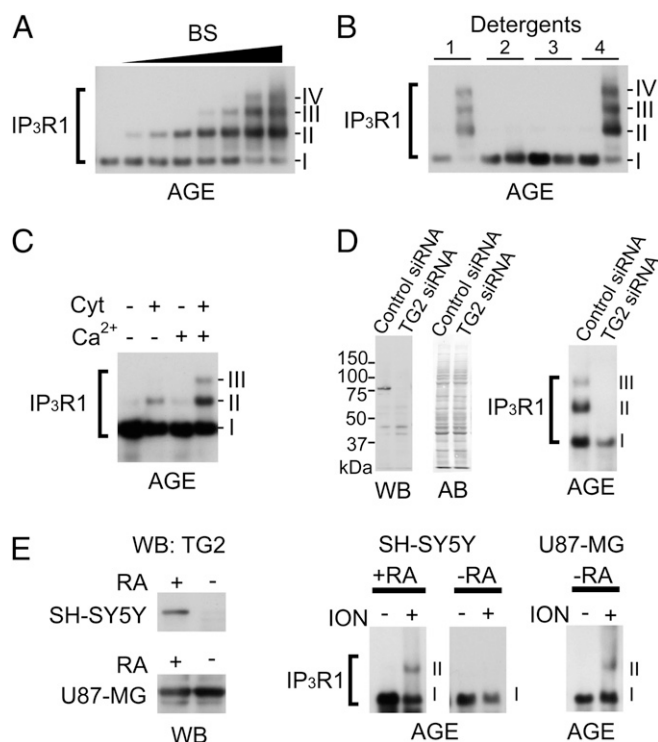 A
BS
IP₃R1
IV
III
II
I
AGE
B
Detergents
1 2 3 4
IP₃R1
IV
III
II
I
AGE
C
Cyt - + - +
Ca²⁺ - - + +
IP₃R1
III
II
I
AGE
D
Control siRNA
TG2 siRNA
Control siRNA
TG2 siRNA
150
100
75
50
37
kDa
WB AB
Control siRNA
TG2 siRNA
IP₃R1
III
II
I
AGE
E
WB: TG2
RA + -
SH-SY5Y
RA + -
U87-MG
WB
SH-SY5Y U87-MG
+RA -RA -RA
ION - + - + ION - +
IP₃R1
II
I
I
II
I
AGE AGE